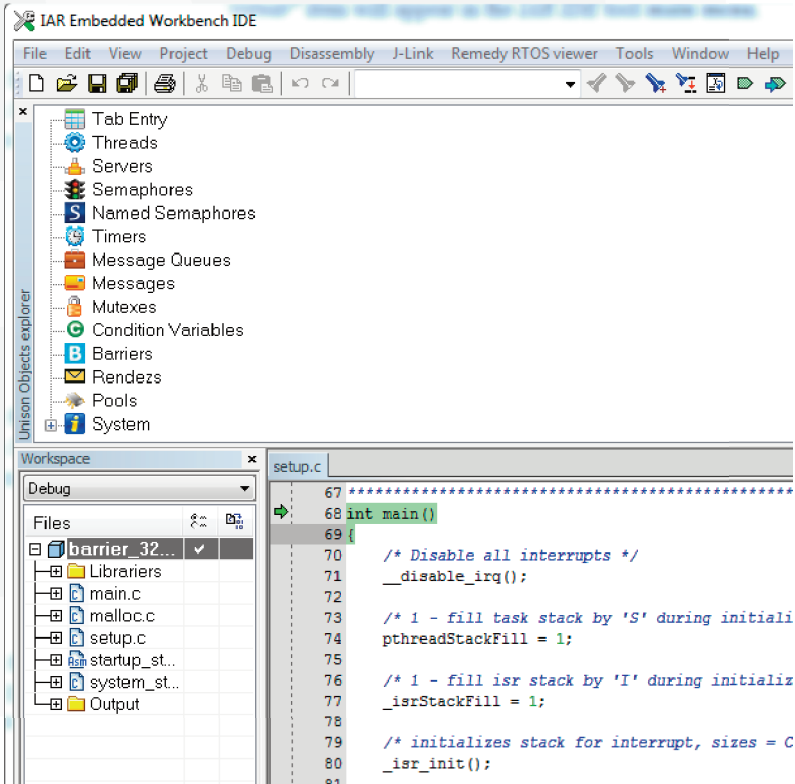 IAR Embedded Workbench IDE
File Edit View Project Debug Disassembly J-Link Remedy RTOS viewer Tools Window Help
Tab Entry
Threads
Servers
Semaphores
S Named Semaphores
Timers
Message Queues
Messages
Mutexes
C Condition Variables
B Barriers
Rendezs
Pools
i System
Unison Objects explorer
Workspace
Debug
Files
barrier_32...
Librariers
c main.c
c malloc.c
c setup.c
Asm startup_st...
c system_st...
Output
setup.c
67 *************************************************
68 int main()
69 {
70 /* Disable all interrupts */
71 __disable_irq();
72
73 /* 1 - fill task stack by 'S' during initiali
74 pthreadStackFill = 1;
75
76 /* 1 - fill isr stack by 'I' during initializ
77 _isrStackFill = 1;
78
79 /* initializes stack for interrupt, sizes = C
80 _isr_init();
81